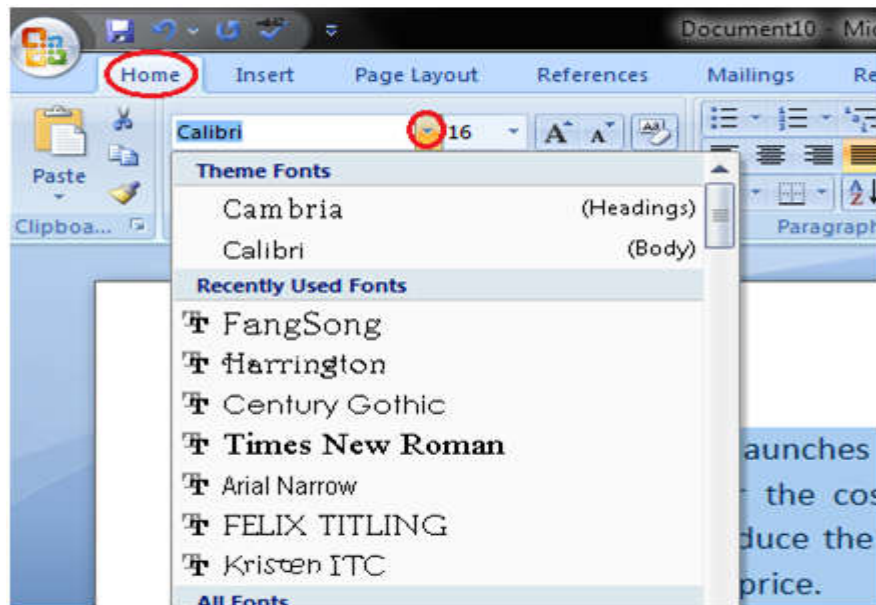 Document10 - Mic
Home Insert Page Layout References Mailings Re
Calibri 16
Paste
Clipboa... Paragraph
Theme Fonts
Cambria (Headings)
Calibri (Body)
Recently Used Fonts
FangSong
Harrington
Century Gothic
Times New Roman
Arial Narrow
FELIX TITLING
Kristen ITC
All Fonts
aunches
the cos
duce the
price.